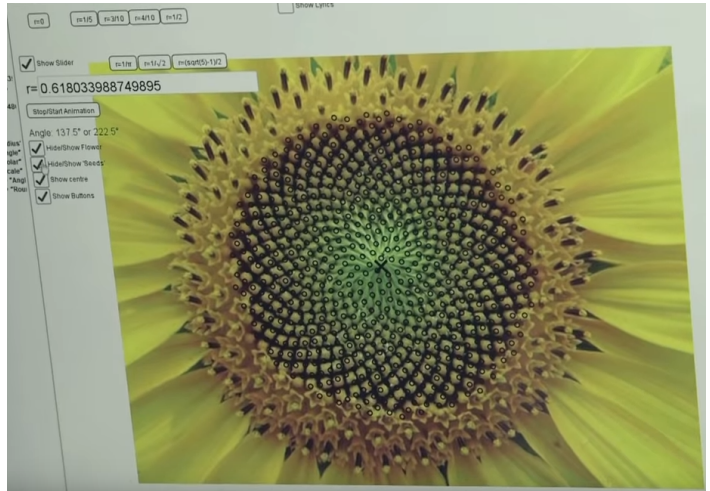 Show Lyrics
r=0 r=1/5 r=3/10 r=4/10 r=1/2
Show Slider r=1/π r=1/√2 r=(sqrt(5)-1)/2
r= 0.618033988749895
Stop/Start Animation
Angle: 137.5° or 222.5°
Hide/Show Flower
Hide/Show 'Seeds'
Show centre
Show Buttons